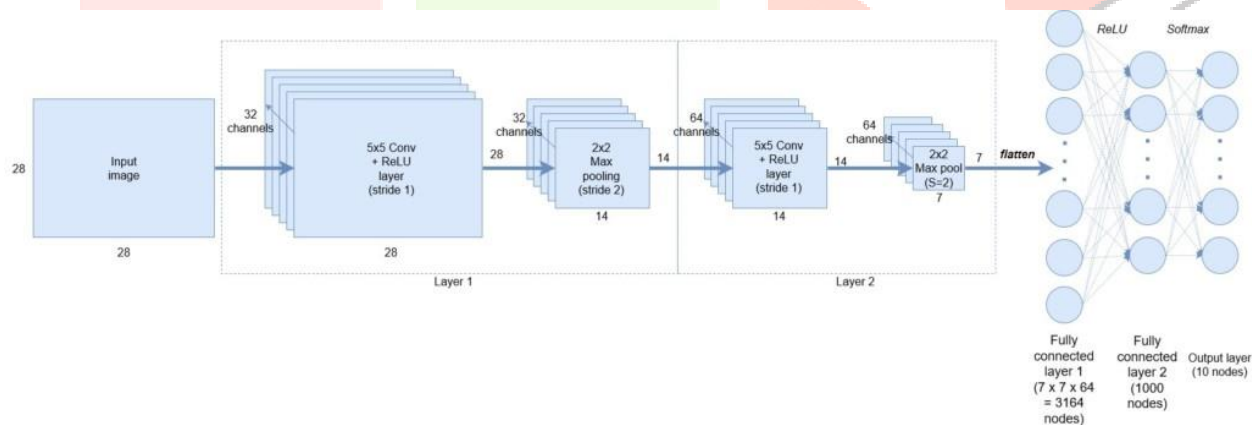 28
Input
image
28
32
channels
5x5 Conv
+ ReLU
layer
(stride 1)
28
28
32
channels
2x2
Max
pooling
(stride 2)
14
14
Layer 1
64
channels
5x5 Conv
+ ReLU
layer
(stride 1)
14
14
64
channels
2x2
Max pool
(S=2)
7
7
Layer 2
flatten
ReLU
Softmax
Fully
connected
layer 1
(7 x 7 x 64
= 3164
nodes)
Fully
connected
layer 2
(1000
nodes)
Output layer
(10 nodes)